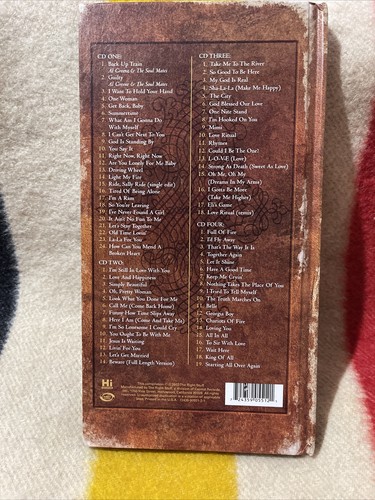 CD ONE:
1. Back Up Train
Al Greene & The Soul Mates
2. Guilty
Al Greene & The Soul Mates
3. I Want To Hold Your Hand
4. One Woman
5. Get Back, Baby
6. Summertime
7. What Am I Gonna Do
With Myself
8. I Can't Get Next To You
9. God Is Standing By
10. You Say It
11. Right Now, Right Now
12. Are You Lonely For Me Baby
13. Driving Wheel
14. Light My Fire
15. Ride, Sally Ride (single edit)
16. Tired Of Being Alone
17. I'm A Ram
18. So You're Leaving
19. I've Never Found A Girl
20. It Ain't No Fun To Me
21. Let's Stay Together
22. Old Time Lovin'
23. La-La For You
24. How Can You Mend A
Broken Heart
CD TWO:
1. I'm Still In Love With You
2. Love And Happiness
3. Simply Beautiful
4. Oh, Pretty Woman
5. Look What You Done For Me
6. Call Me (Come Back Home)
7. Funny How Time Slips Away
8. Here I Am (Come And Take Me)
9. I'm So Lonesome I Could Cry
10. You Ought To Be With Me
11. Jesus Is Waiting
12. Livin' For You
13. Let's Get Married
14. Beware (Full Length Version)
CD THREE:
1. Take Me To The River
2. So Good To Be Here
3. My God Is Real
4. Sha-La-La (Make Me Happy)
5. The City
6. God Blessed Our Love
7. One Nite Stand
8. I'm Hooked On You
9. Mimi
10. Love Ritual
11. Rhymes
12. Could I Be The One?
13. L-O-V-E (Love)
14. Strong As Death (Sweet As Love)
15. Oh Me, Oh My
(Dreams In My Arms)
16. I Gotta Be More
(Take Me Higher)
17. Eli's Game
18. Love Ritual (remix)
CD FOUR:
1. Full Of Fire
2. I'd Fly Away
3. That's The Way It Is
4. Together Again
5. Let It Shine
6. Have A Good Time
7. Keep Me Cryin'
8. Nothing Takes The Place Of You
9. I Tried To Tell Myself
10. The Truth Marches On
11. Belle
12. Georgia Boy
13. Chariots Of Fire
14. Loving You
15. All In All
16. To Sir With Love
17. Wait Here
18. King Of All
19. Starting All Over Again
Hi